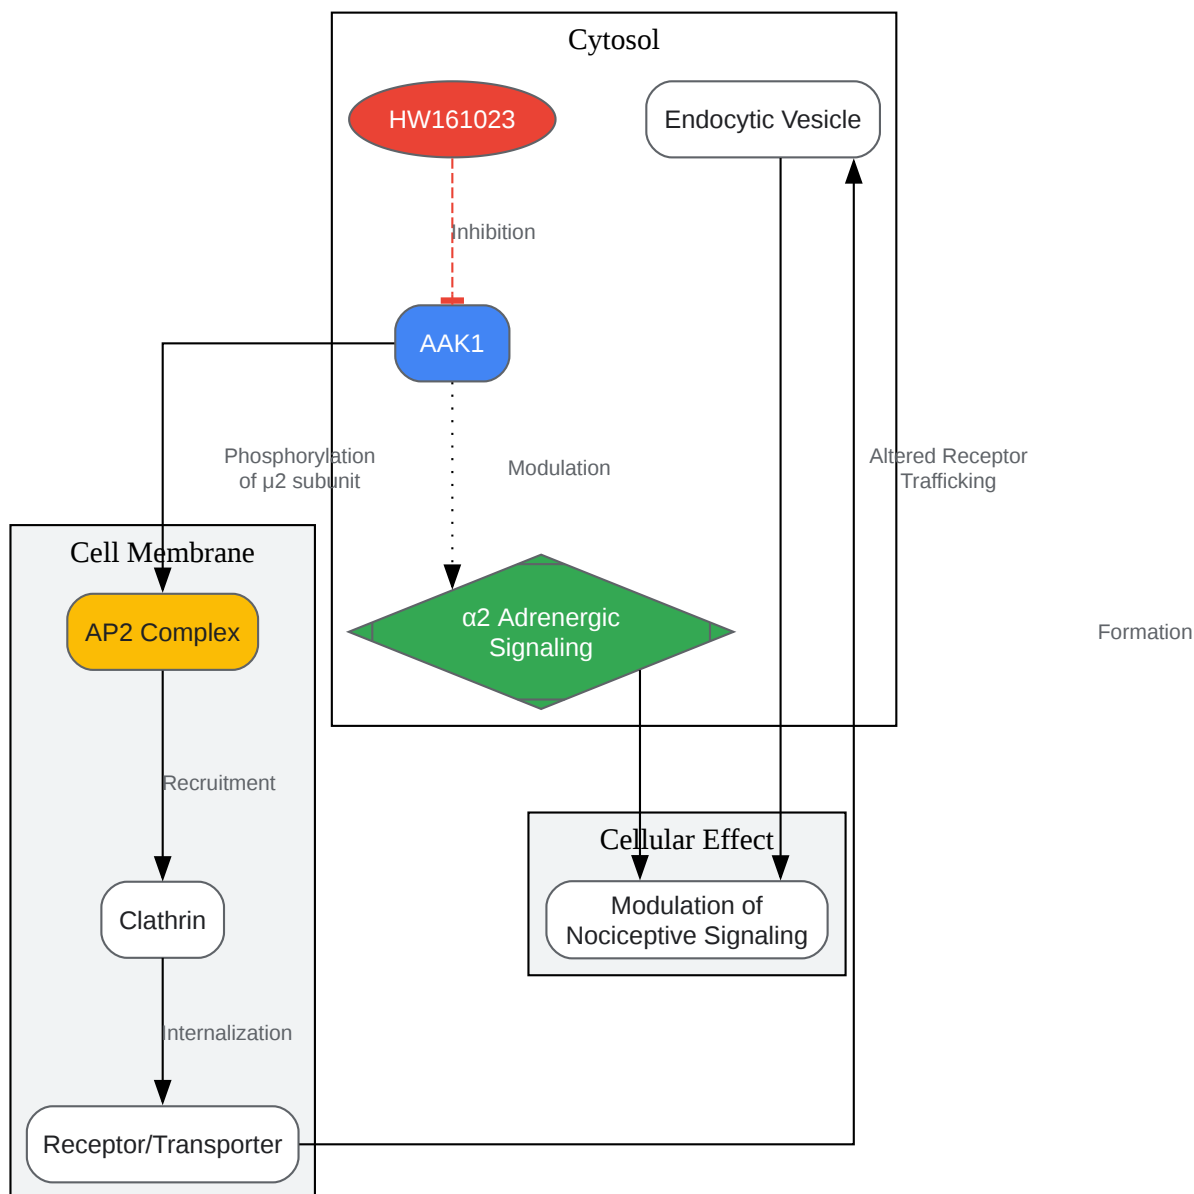 Cytosol
HW161023
Endocytic Vesicle
Inhibition
AAK1
Phosphorylation
of μ2 subunit
Modulation
Altered Receptor
Trafficking
Cell Membrane
AP2 Complex
α2 Adrenergic
Signaling
Formation
Recruitment
Cellular Effect
Clathrin
Modulation of
Nociceptive Signaling
Internalization
Receptor/Transporter